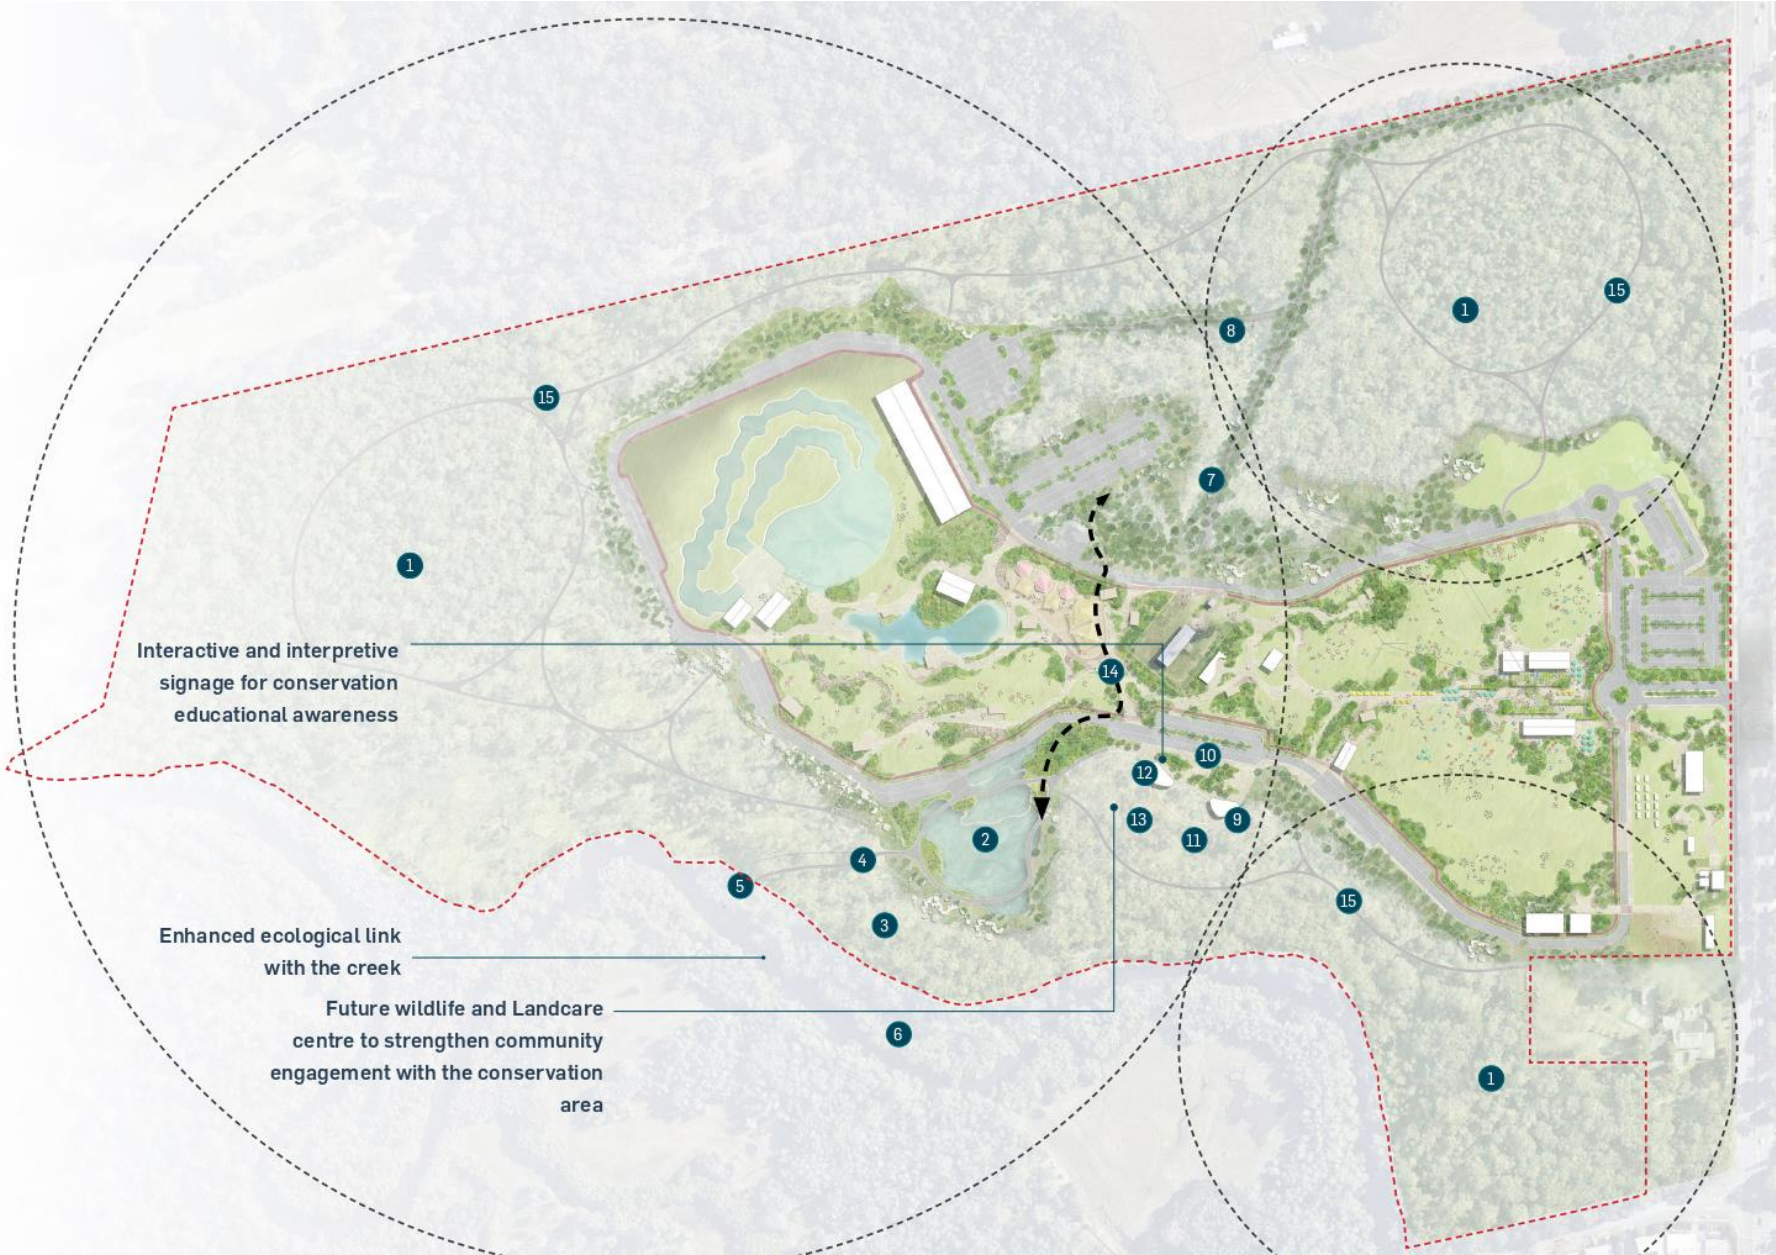 15
1
8
15
7
1
Interactive and interpretive
signage for conservation
educational awareness
14
10
12
13
9
11
2
4
5
15
3
Enhanced ecological link
with the creek
Future wildlife and Landcare
centre to strengthen community
engagement with the conservation
area
6
1